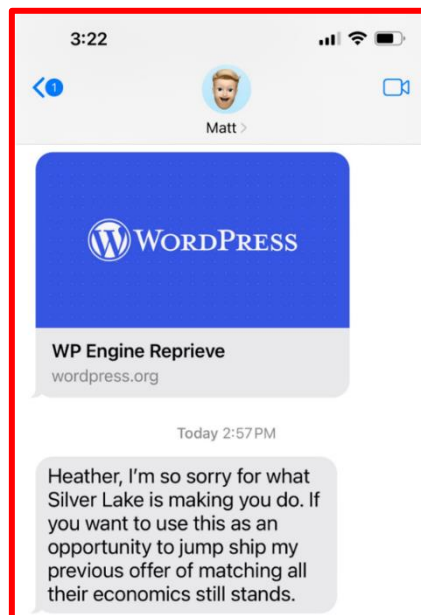 3:22
1
Matt >
W WORDPRESS
WP Engine Reprieve
wordpress.org
Today 2:57 PM
Heather, I'm so sorry for what
Silver Lake is making you do. If
you want to use this as an
opportunity to jump ship my
previous offer of matching all
their economics still stands.